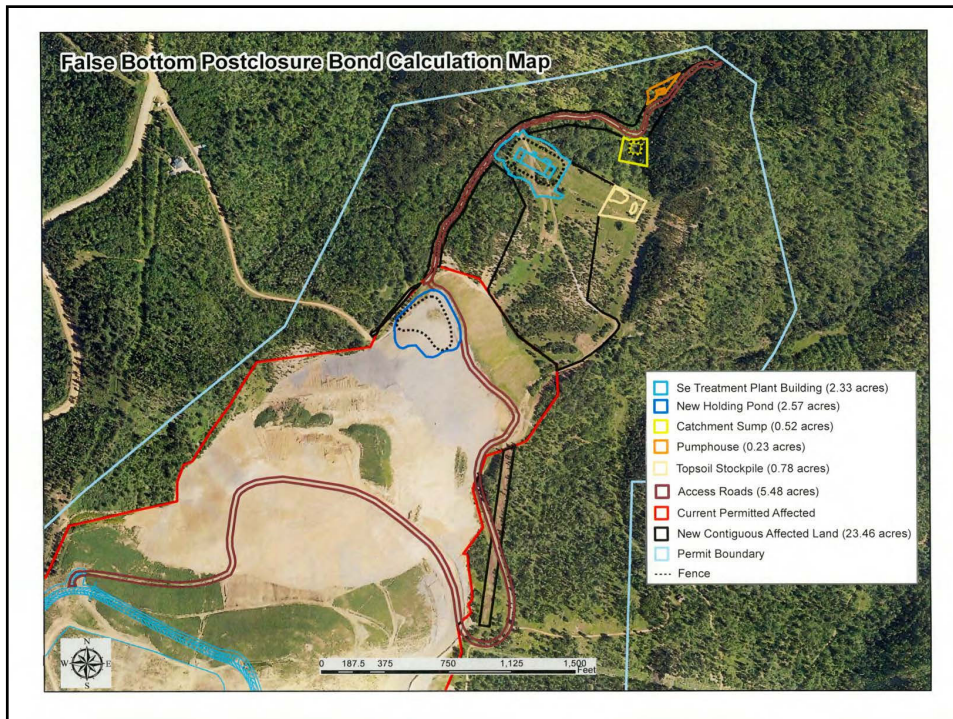 False Bottom Postclosure Bond Calculation Map
Se Treatment Plant Building (2.33 acres)
New Holding Pond (2.57 acres)
Catchment Sump (0.52 acres)
Pumphouse (0.23 acres)
Topsoil Stockpile (0.78 acres)
Access Roads (5.48 acres)
Current Permitted Affected
New Contiguous Affected Land (23.46 acres)
Permit Boundary
Fence
N
W E
S
0 187.5 375 750 1,125 1,500
Feet